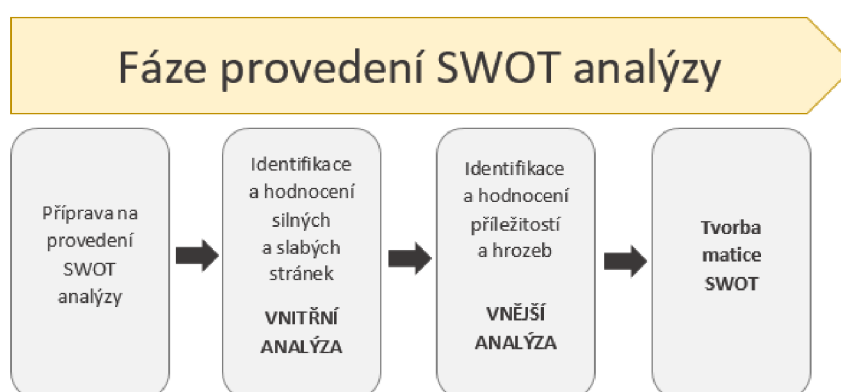 Fáze provedení SWOT analýzy
Příprava na
provedení
SWOT
analýzy
Identifikace
a hodnocení
silných
a slabých
stránek
VNITŘNÍ
ANALÝZA
Identifikace
a hodnocení
příležitostí
a hrozeb
VNĚJŠÍ
ANALÝZA
Tvorba
matice
SWOT